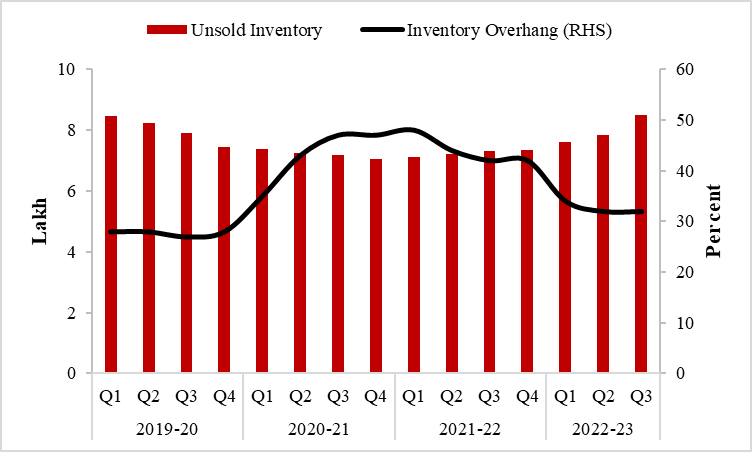 Unsold Inventory Inventory Overhang (RHS)
10 60
50
8
40
6
30
4
20
2
10
0 0
Lakh
Per cent
Q1 Q2 Q3 Q4 Q1 Q2 Q3 Q4 Q1 Q2 Q3 Q4 Q1 Q2 Q3
2019-20 2020-21 2021-22 2022-23